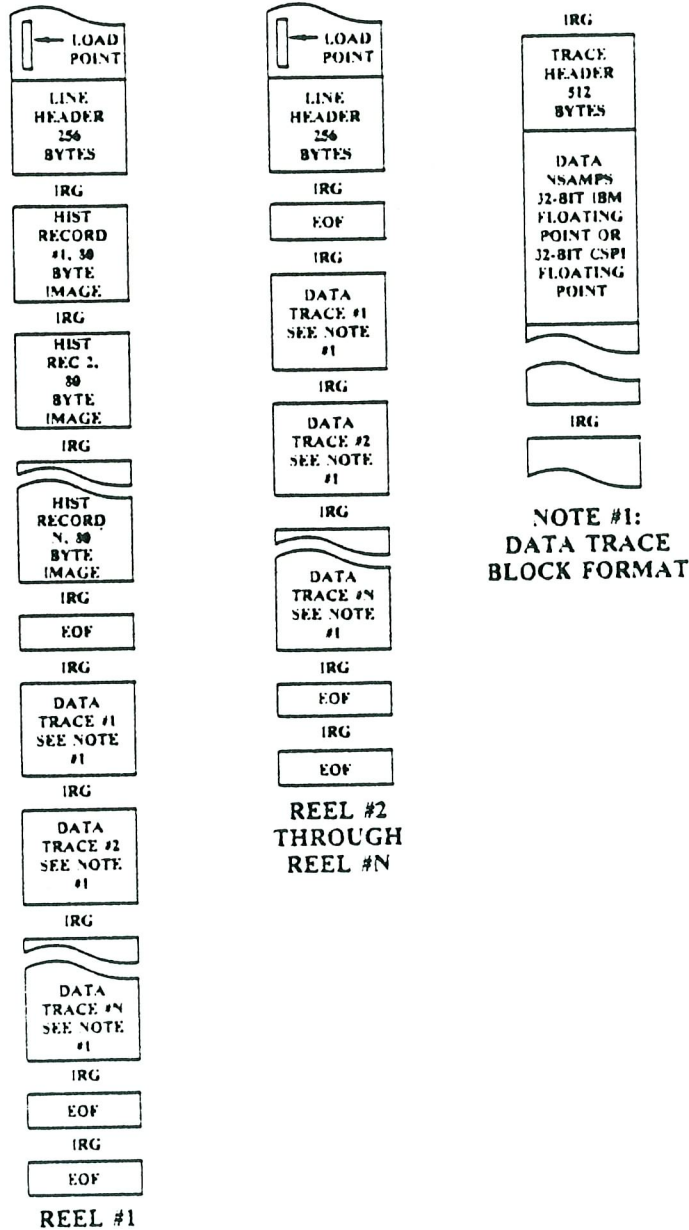 LOAD
POINT
LINE
HEADER
256
BYTES
IRG
HIST
RECORD
#1, 80
BYTE
IMAGE
IRG
HIST
REC 2,
80
BYTE
IMAGE
IRG
HIST
RECORD
N, 80
BYTE
IMAGE
IRG
EOF
IRG
DATA
TRACE #1
SEE NOTE
#1
IRG
DATA
TRACE #2
SEE NOTE
#1
IRG
DATA
TRACE #N
SEE NOTE
#1
IRG
EOF
IRG
EOF
REEL #1
LOAD
POINT
LINE
HEADER
256
BYTES
IRG
EOF
IRG
DATA
TRACE #1
SEE NOTE
#1
IRG
DATA
TRACE #2
SEE NOTE
#1
IRG
DATA
TRACE #N
SEE NOTE
#1
IRG
EOF
IRG
EOF
REEL #2
THROUGH
REEL #N
IRG
TRACE
HEADER
512
BYTES
DATA
NSAMPS
32-BIT IBM
FLOATING
POINT OR
32-BIT CSPI
FLOATING
POINT
IRG
NOTE #1:
DATA TRACE
BLOCK FORMAT